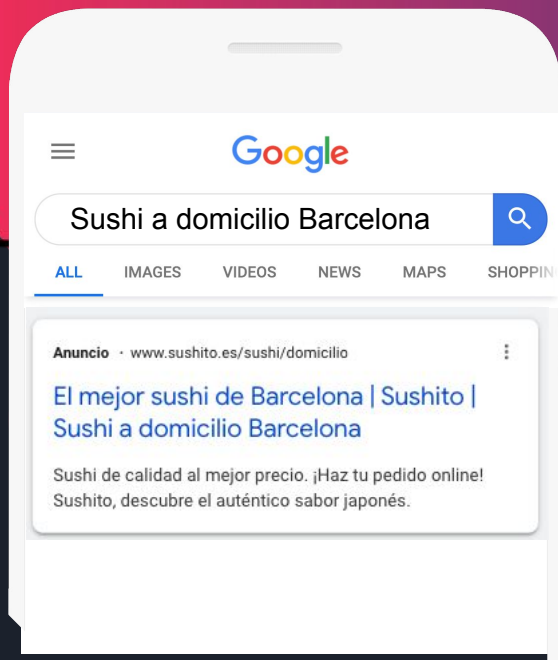 Google
Sushi a domicilio Barcelona
ALL IMAGES VIDEOS NEWS MAPS SHOPPIN
Anuncio · www.sushito.es/sushi/domicilio
El mejor sushi de Barcelona | Sushito |
Sushi a domicilio Barcelona
Sushi de calidad al mejor precio. ¡Haz tu pedido online!
Sushito, descubre el auténtico sabor japonés.